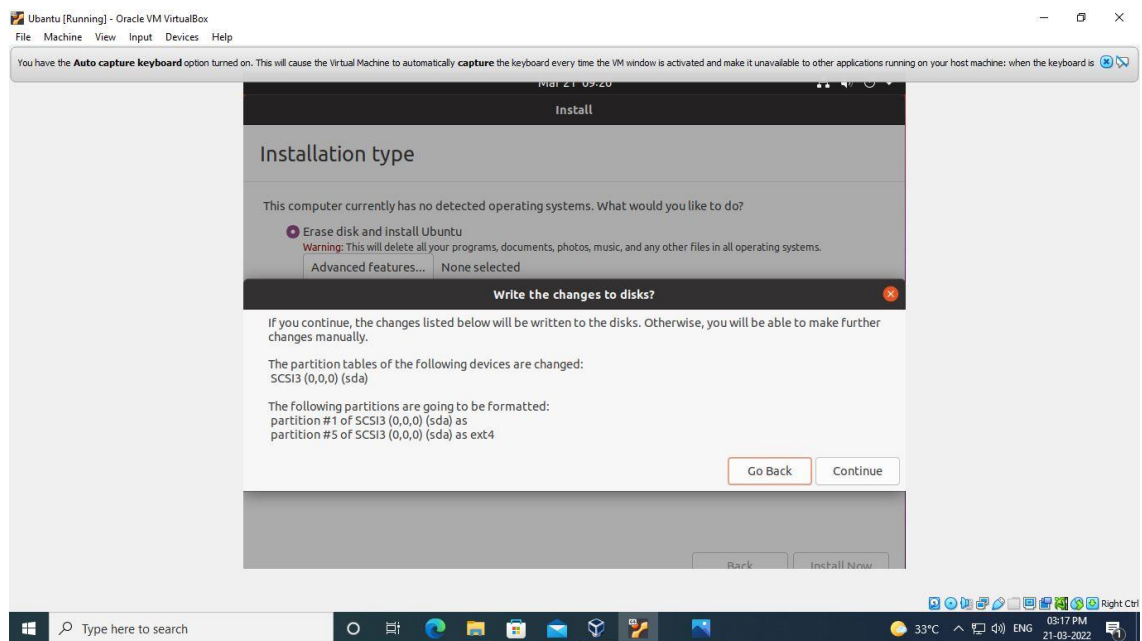 Ubantu [Running] - Oracle VM VirtualBox
File Machine View Input Devices Help
You have the Auto capture keyboard option turned on. This will cause the Virtual Machine to automatically capture the keyboard every time the VM window is activated and make it unavailable to other applications running on your host machine: when the keyboard is
Mar 21 09:20
Install
Installation type
This computer currently has no detected operating systems. What would you like to do?
Erase disk and install Ubuntu
Warning: This will delete all your programs, documents, photos, music, and any other files in all operating systems.
Advanced features... None selected
Write the changes to disks?
If you continue, the changes listed below will be written to the disks. Otherwise, you will be able to make further
changes manually.
The partition tables of the following devices are changed:
SCSI3 (0,0,0) (sda)
The following partitions are going to be formatted:
partition #1 of SCSI3 (0,0,0) (sda) as
partition #5 of SCSI3 (0,0,0) (sda) as ext4
Go Back Continue
Back Install Now
Right Ctrl
Type here to search
33°C ENG 03:17 PM
21-03-2022
1